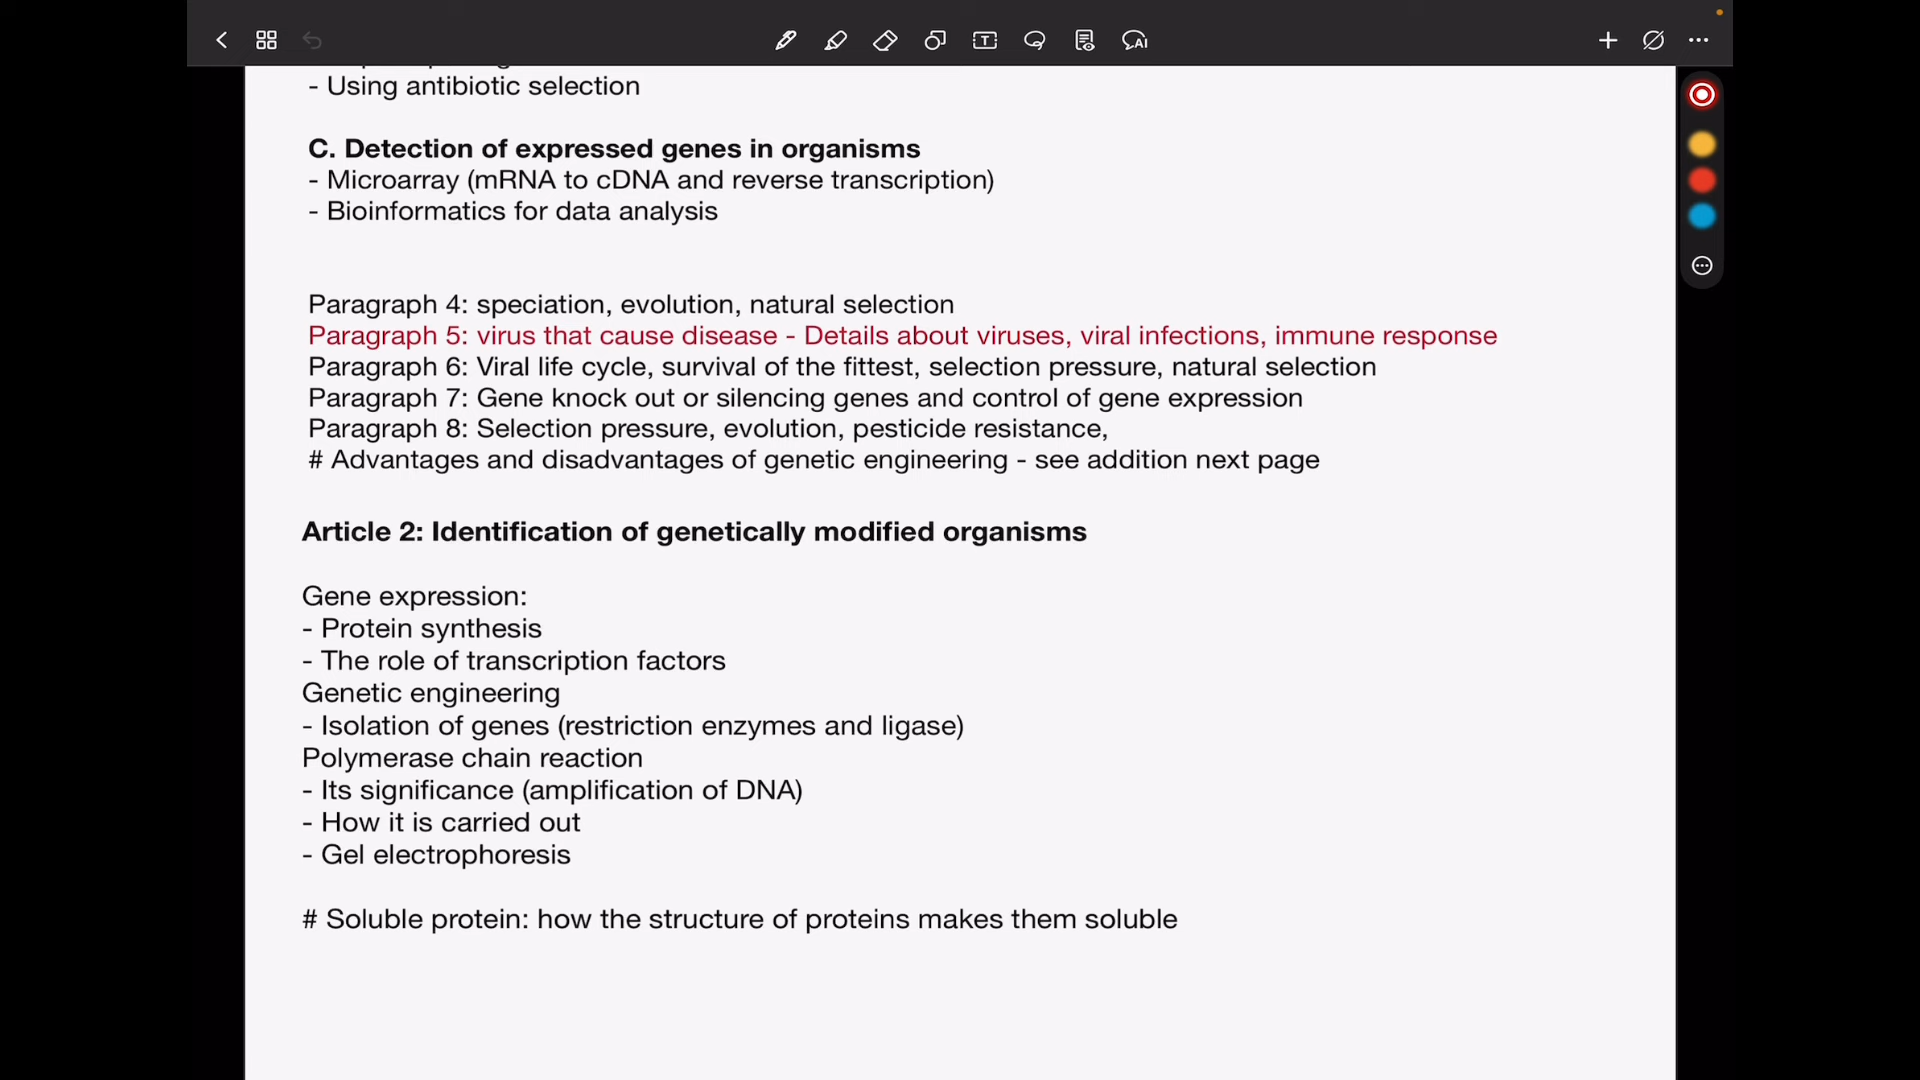 - Using antibiotic selection
C. Detection of expressed genes in organisms
- Microarray (mRNA to cDNA and reverse transcription)
- Bioinformatics for data analysis
Paragraph 4: speciation, evolution, natural selection
Paragraph 5: virus that cause disease - Details about viruses, viral infections, immune response
Paragraph 6: Viral life cycle, survival of the fittest, selection pressure, natural selection
Paragraph 7: Gene knock out or silencing genes and control of gene expression
Paragraph 8: Selection pressure, evolution, pesticide resistance,
# Advantages and disadvantages of genetic engineering - see addition next page
Article 2: Identification of genetically modified organisms
Gene expression:
- Protein synthesis
- The role of transcription factors
Genetic engineering
- Isolation of genes (restriction enzymes and ligase)
Polymerase chain reaction
- Its significance (amplification of DNA)
- How it is carried out
- Gel electrophoresis
# Soluble protein: how the structure of proteins makes them soluble